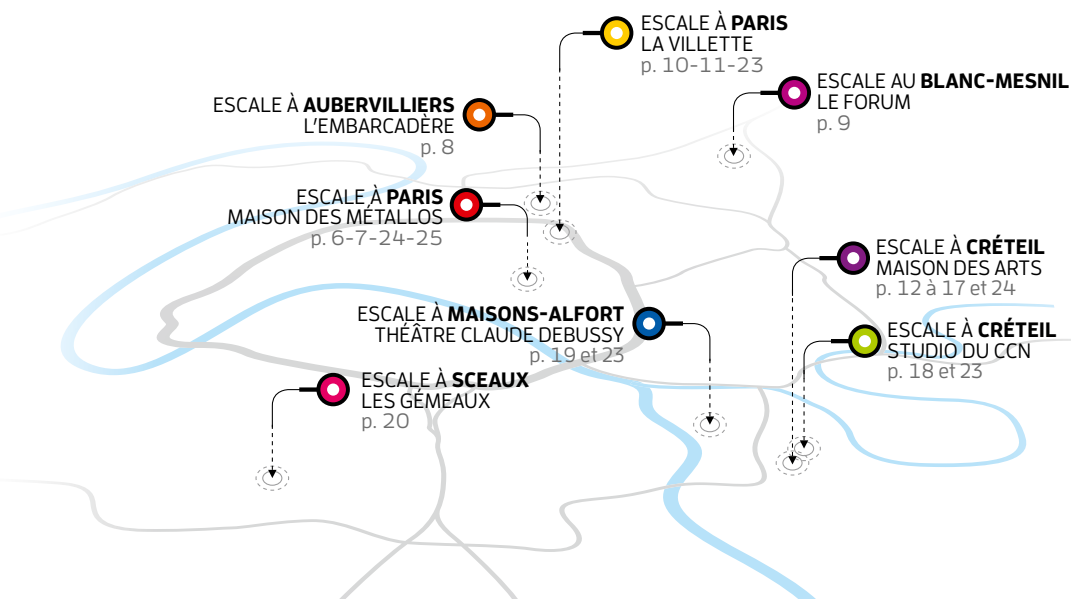 ESCALE À PARIS
LA VILLETTE
p. 10-11-23
ESCALE AU BLANC-MESNIL
LE FORUM
p. 9
ESCALE À AUBERVILLIERS
L'EMBARCADÈRE
p. 8
ESCALE À PARIS
MAISON DES MÉTALLOS
p. 6-7-24-25
ESCALE À CRÉTEIL
MAISON DES ARTS
p. 12 à 17 et 24
ESCALE À MAISONS-ALFORT
THÉÂTRE CLAUDE DEBUSSY
p. 19 et 23
ESCALE À CRÉTEIL
STUDIO DU CCN
p. 18 et 23
ESCALE À SCEAUX
LES GÉMEAUX
p. 20